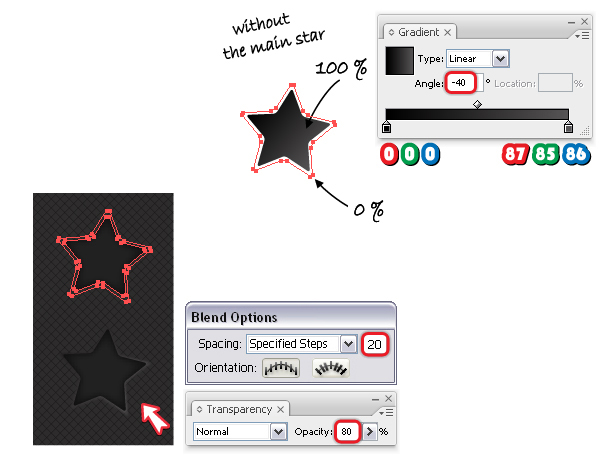 without
the main star
100 %
0 %
Gradient ×
Type: Linear
Angle: -40 ° Location: %
0 0 0 87 85 86
Blend Options
Spacing: Specified Steps 20
Orientation:
Transparency ×
Normal Opacity: 80 %